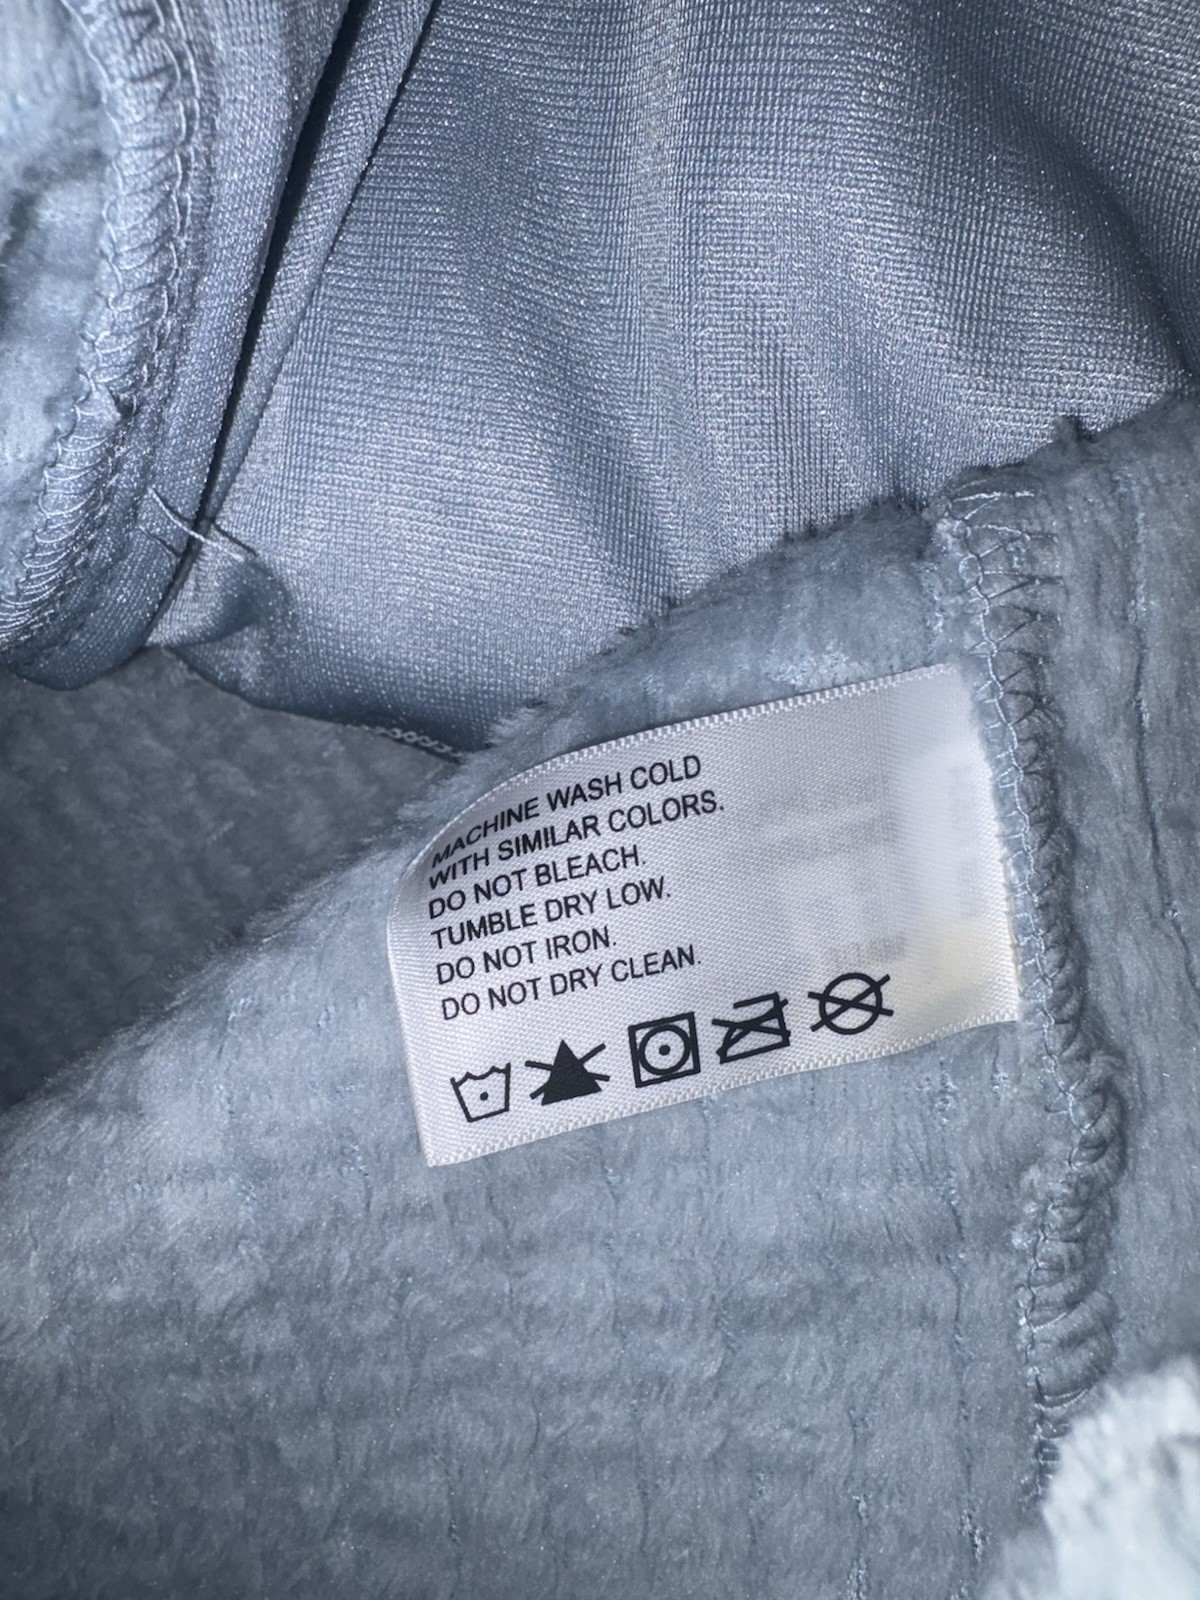 MACHINE WASH COLD
WITH SIMILAR COLORS.
DO NOT BLEACH.
TUMBLE DRY LOW.
DO NOT IRON.
DO NOT DRY CLEAN.